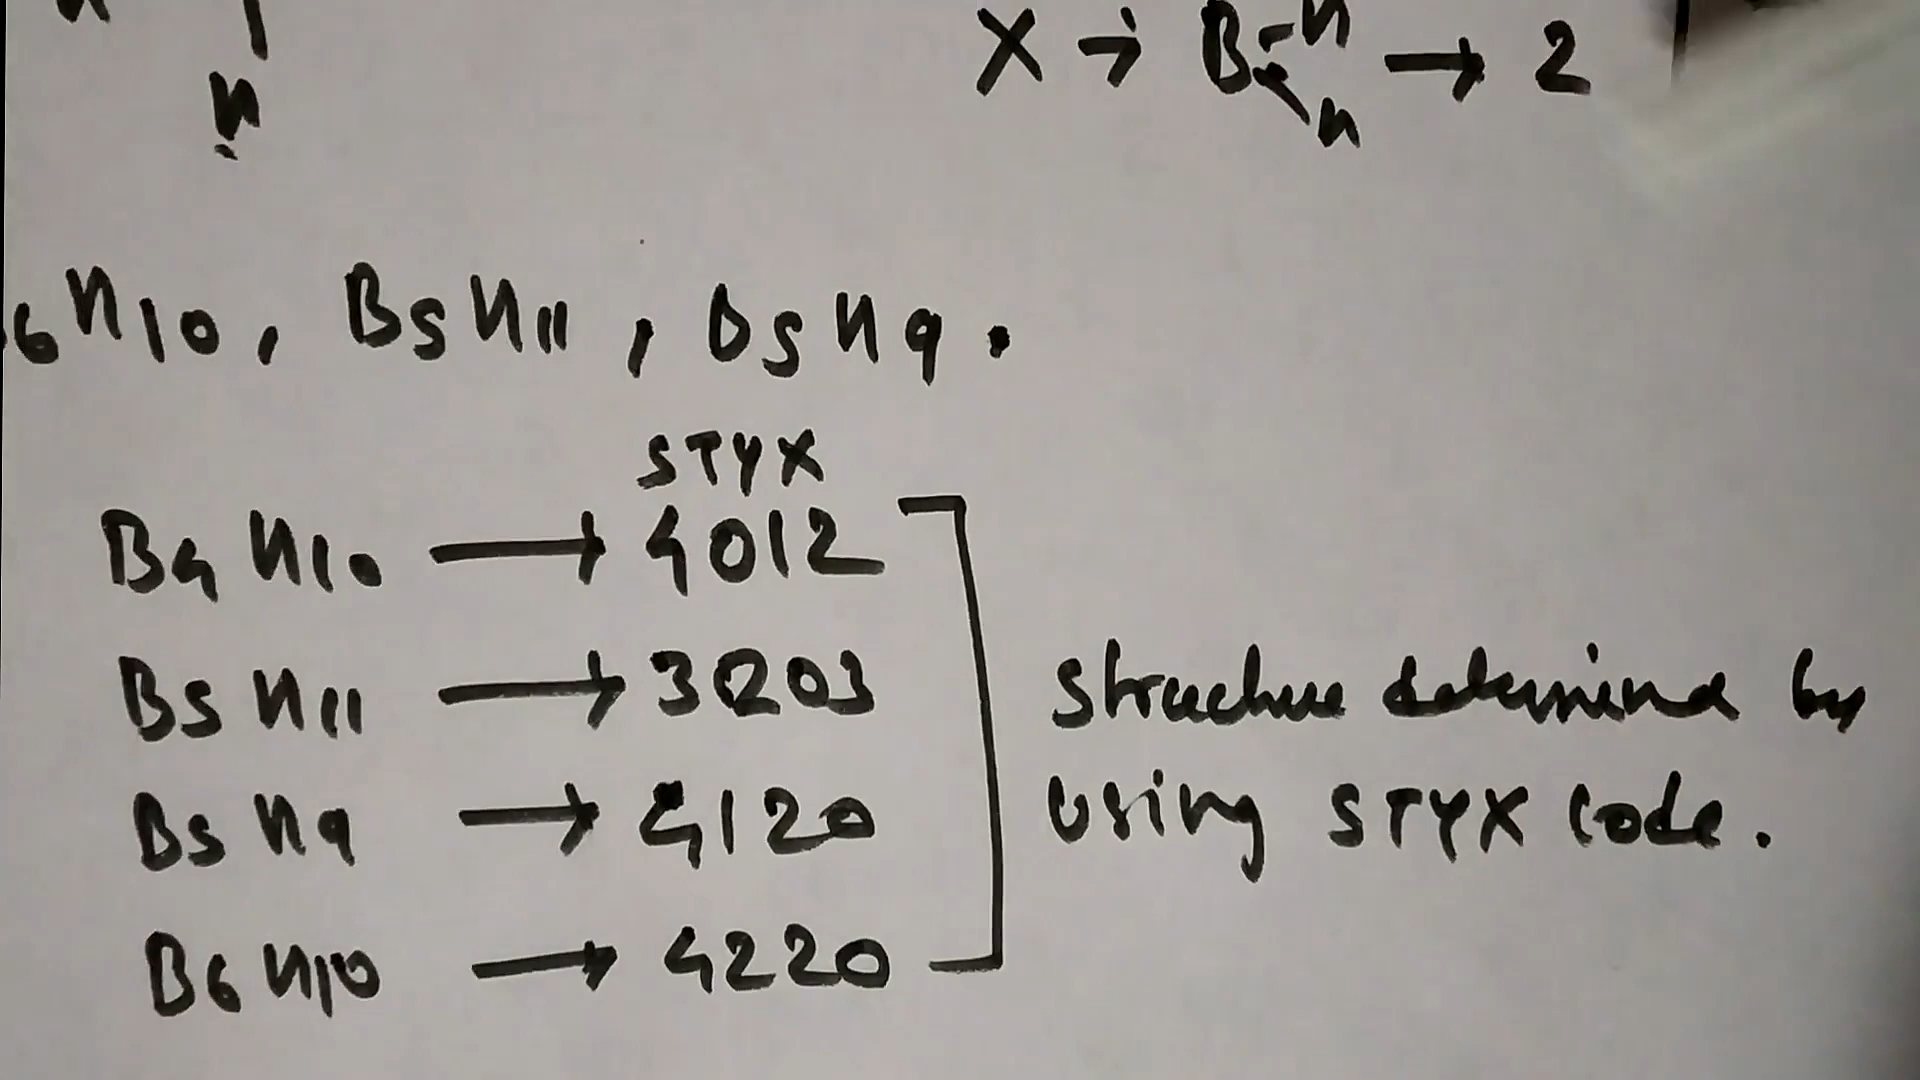 H
X → B H H → 2
6H10, B5H11, B5H9.
STYX
B4H10 → 4012
B5H11 → 3203
B5H9 → 4120
B6H10 → 4220
Structure determined by
using STYX code.